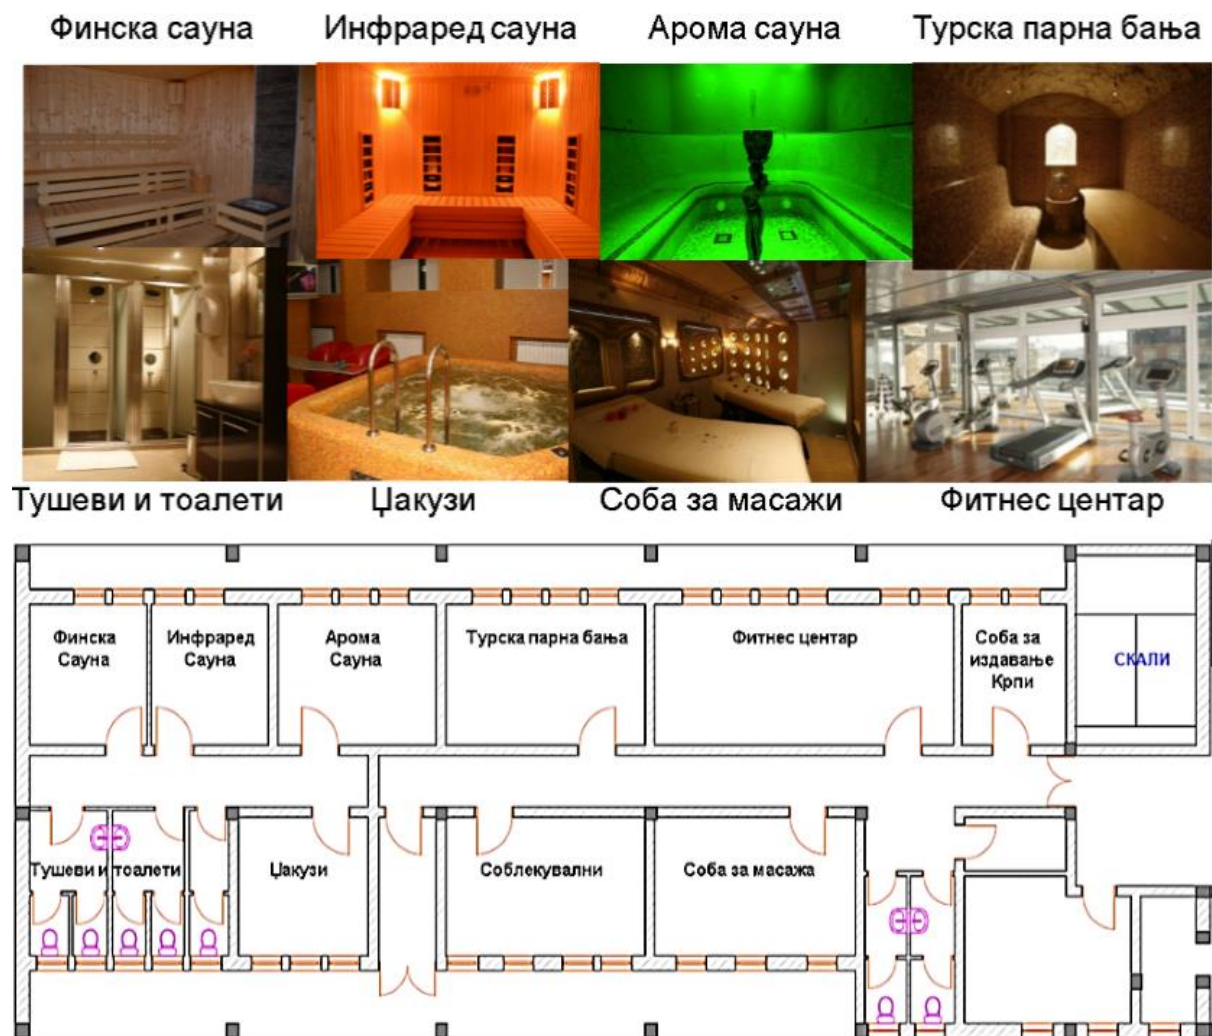 Финска сауна
Инфраред сауна
Арома сауна
Турска парна бања
Тушеви и тоалети
Џакузи
Соба за масажи
Фитнес центар
Финска
Сауна
Инфраред
Сауна
Арома
Сауна
Турска парна бања
Фитнес центар
Соба за
издавање
Крпи
СКАЛИ
Тушеви и тоалети
Џакузи
Соблекувални
Соба за масажа